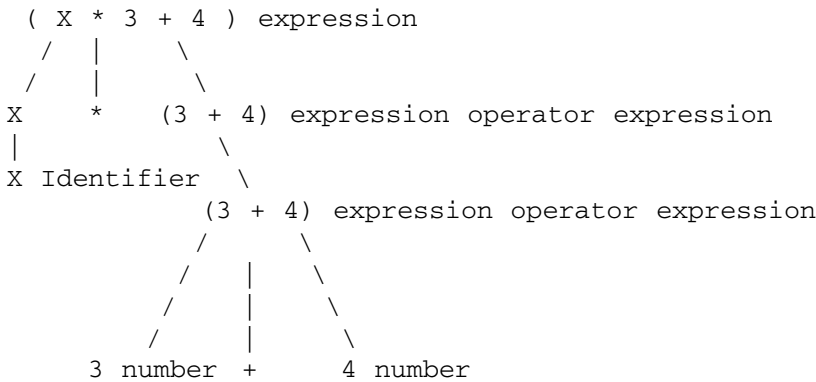 ( X * 3 + 4 ) expression
/ | \
/ | \
X * (3 + 4) expression operator expression
| \
X Identifier \
(3 + 4) expression operator expression
/ \
/ | \
/ | \
/ | \
3 number + 4 number